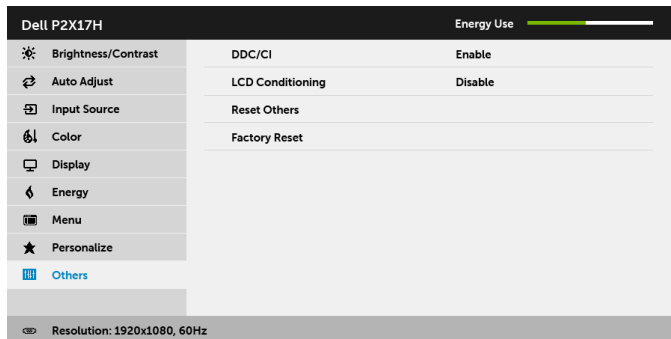 Dell P2X17H Energy Use
Brightness/Contrast DDC/CI Enable
Auto Adjust LCD Conditioning Disable
Input Source Reset Others
Color Factory Reset
Display
Energy
Menu
Personalize
Others
Resolution: 1920x1080, 60Hz